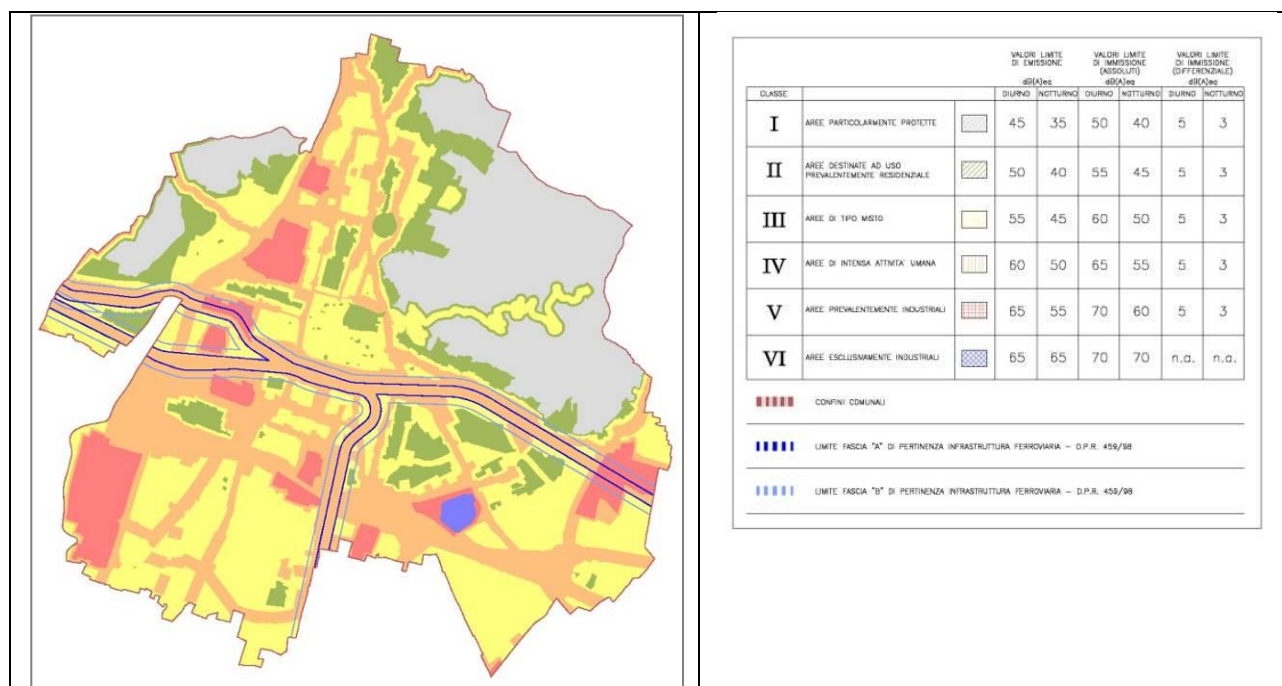 VALORI LIMITE DI EMISSIONE dB(A)eq
VALORI LIMITE DI IMMISSIONE (ASSOLUTI) dB(A)eq
VALORI LIMITE DI IMMISSIONE (DIFFERENZIALE) dB(A)eq
CLASSE DIURNO NOTTURNO DIURNO NOTTURNO DIURNO NOTTURNO
I AREE PARTICOLARMENTE PROTETTE 45 35 50 40 5 3
II AREE DESTINATE AD USO PREVALENTEMENTE RESIDENZIALE 50 40 55 45 5 3
III AREE DI TIPO MISTO 55 45 60 50 5 3
IV AREE DI INTENSA ATTIVITA' UMANA 60 50 65 55 5 3
V AREE PREVALENTEMENTE INDUSTRIALI 65 55 70 60 5 3
VI AREE ESCLUSIVAMENTE INDUSTRIALI 65 65 70 70 n.a. n.a.
CONFINI COMUNALI
LIMITE FASCIA "A" DI PERTINENZA INFRASTRUTTURA FERROVIARIA – D.P.R. 459/98
LIMITE FASCIA "B" DI PERTINENZA INFRASTRUTTURA FERROVIARIA – D.P.R. 459/98